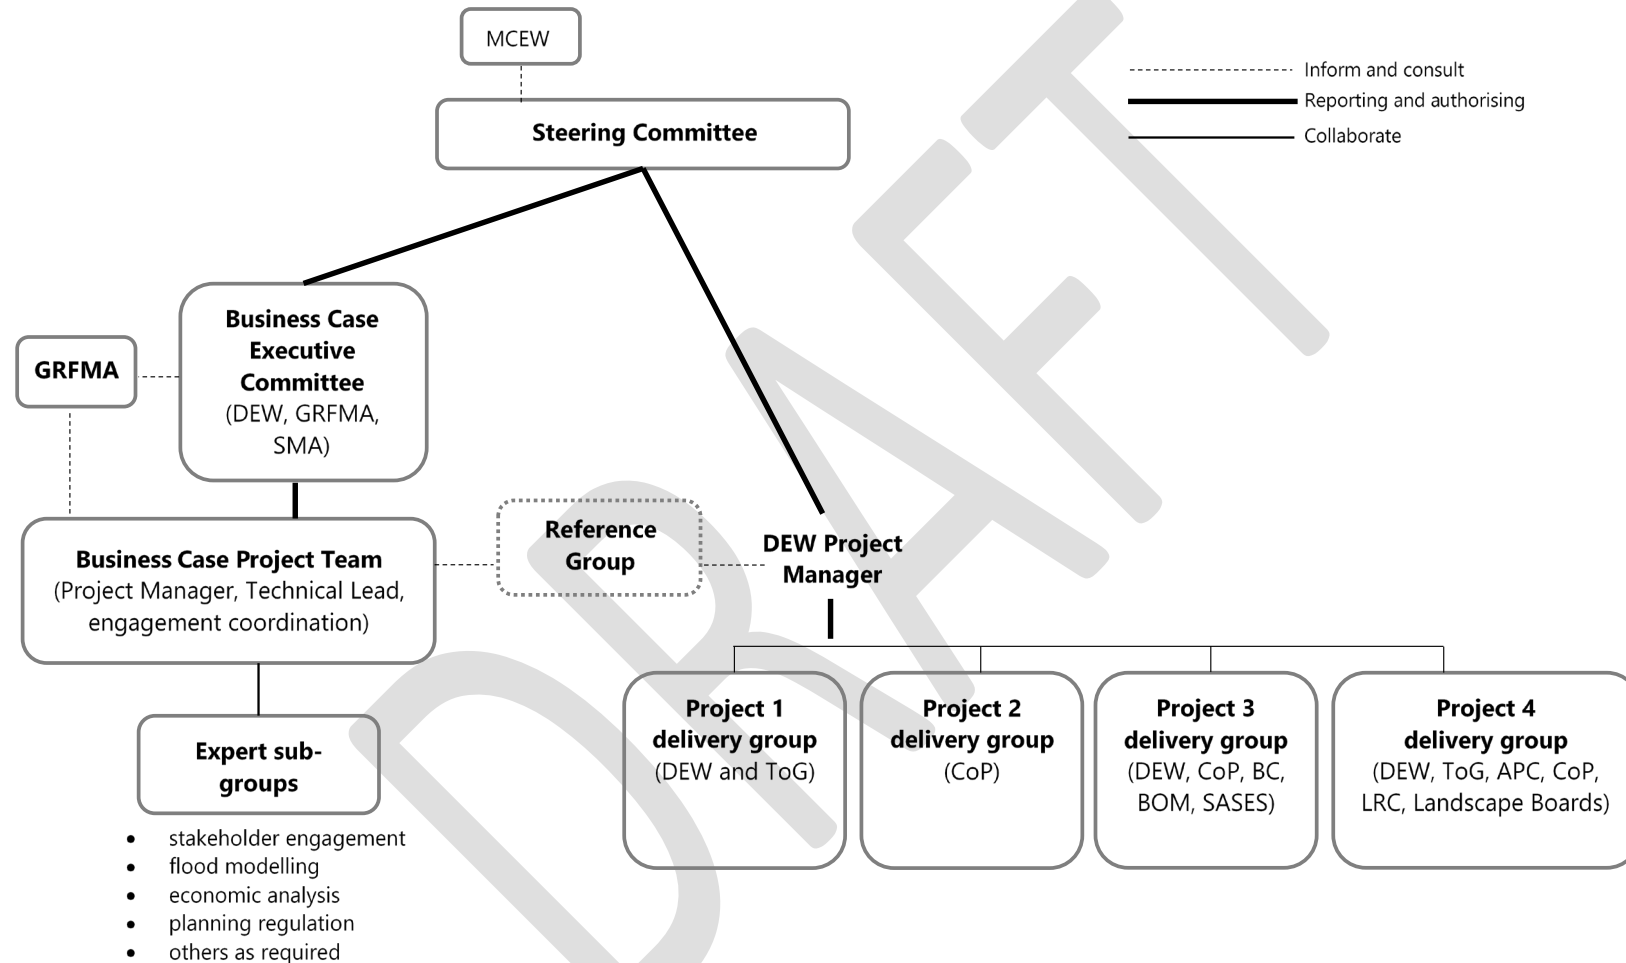 MCEW
Inform and consult
Reporting and authorising
Collaborate
Steering Committee
Business Case
Executive
Committee
(DEW, GRFMA,
SMA)
GRFMA
Business Case Project Team
(Project Manager, Technical Lead,
engagement coordination)
Reference
Group
DEW Project
Manager
Expert sub-
groups
• stakeholder engagement
• flood modelling
• economic analysis
• planning regulation
• others as required
Project 1
delivery group
(DEW and ToG)
Project 2
delivery group
(CoP)
Project 3
delivery group
(DEW, CoP, BC,
BOM, SASES)
Project 4
delivery group
(DEW, ToG, APC, CoP,
LRC, Landscape Boards)
DRAFT